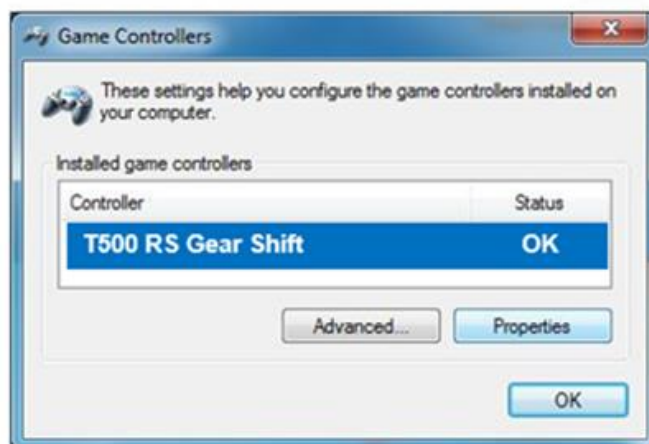 Game Controllers
These settings help you configure the game controllers installed on
your computer.
Installed game controllers
Controller Status
T500 RS Gear Shift OK
Advanced... Properties
OK